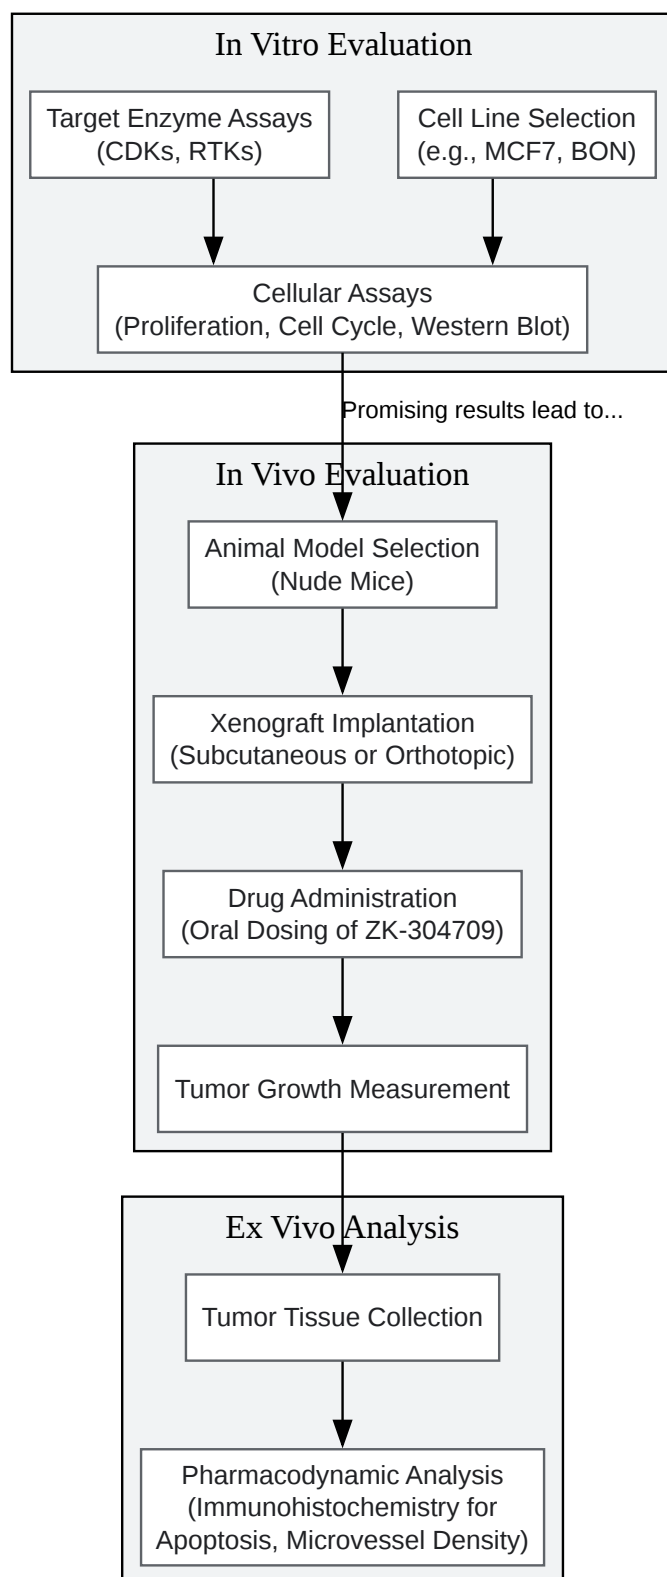 In Vitro Evaluation
Target Enzyme Assays
(CDKs, RTKs)
Cell Line Selection
(e.g., MCF7, BON)
Cellular Assays
(Proliferation, Cell Cycle, Western Blot)
Promising results lead to...
In Vivo Evaluation
Animal Model Selection
(Nude Mice)
Xenograft Implantation
(Subcutaneous or Orthotopic)
Drug Administration
(Oral Dosing of ZK-304709)
Tumor Growth Measurement
Ex Vivo Analysis
Tumor Tissue Collection
Pharmacodynamic Analysis
(Immunohistochemistry for
Apoptosis, Microvessel Density)